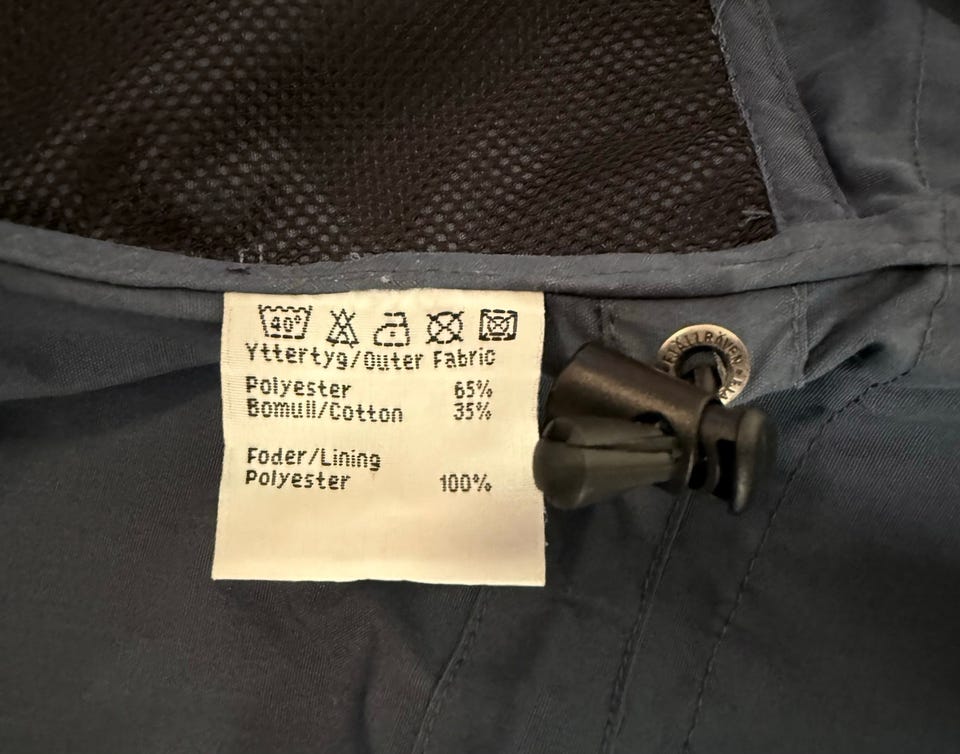 40°
Yttertyg/Outer Fabric
Polyester 65%
Bomull/Cotton 35%
Foder/Lining
Polyester 100%
FJÄLLRÄVEN